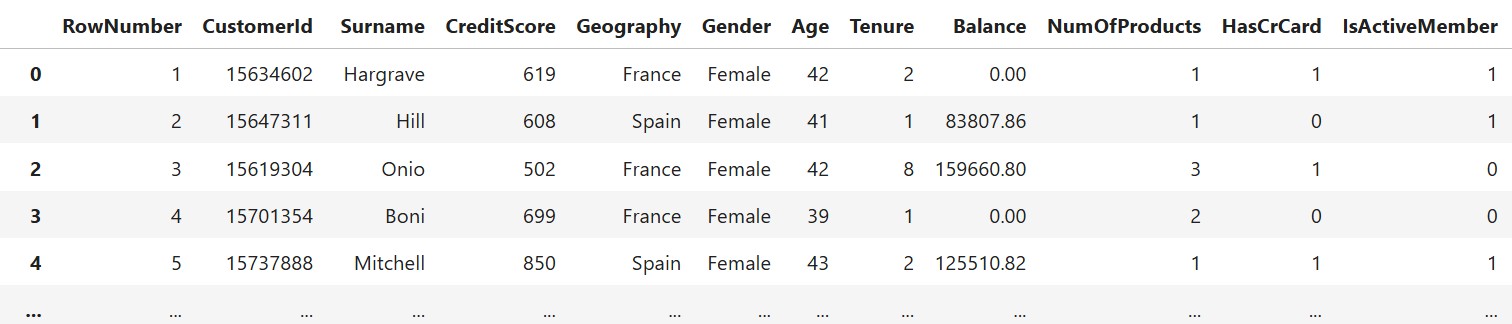 RowNumber CustomerId Surname CreditScore Geography Gender Age Tenure Balance NumOfProducts HasCrCard IsActiveMember
0 1 15634602 Hargrave 619 France Female 42 2 0.00 1 1 1
1 2 15647311 Hill 608 Spain Female 41 1 83807.86 1 0 1
2 3 15619304 Onio 502 France Female 42 8 159660.80 3 1 0
3 4 15701354 Boni 699 France Female 39 1 0.00 2 0 0
4 5 15737888 Mitchell 850 Spain Female 43 2 125510.82 1 1 1
... ... ... ... ... ... ... ... ... ... ... ... ...